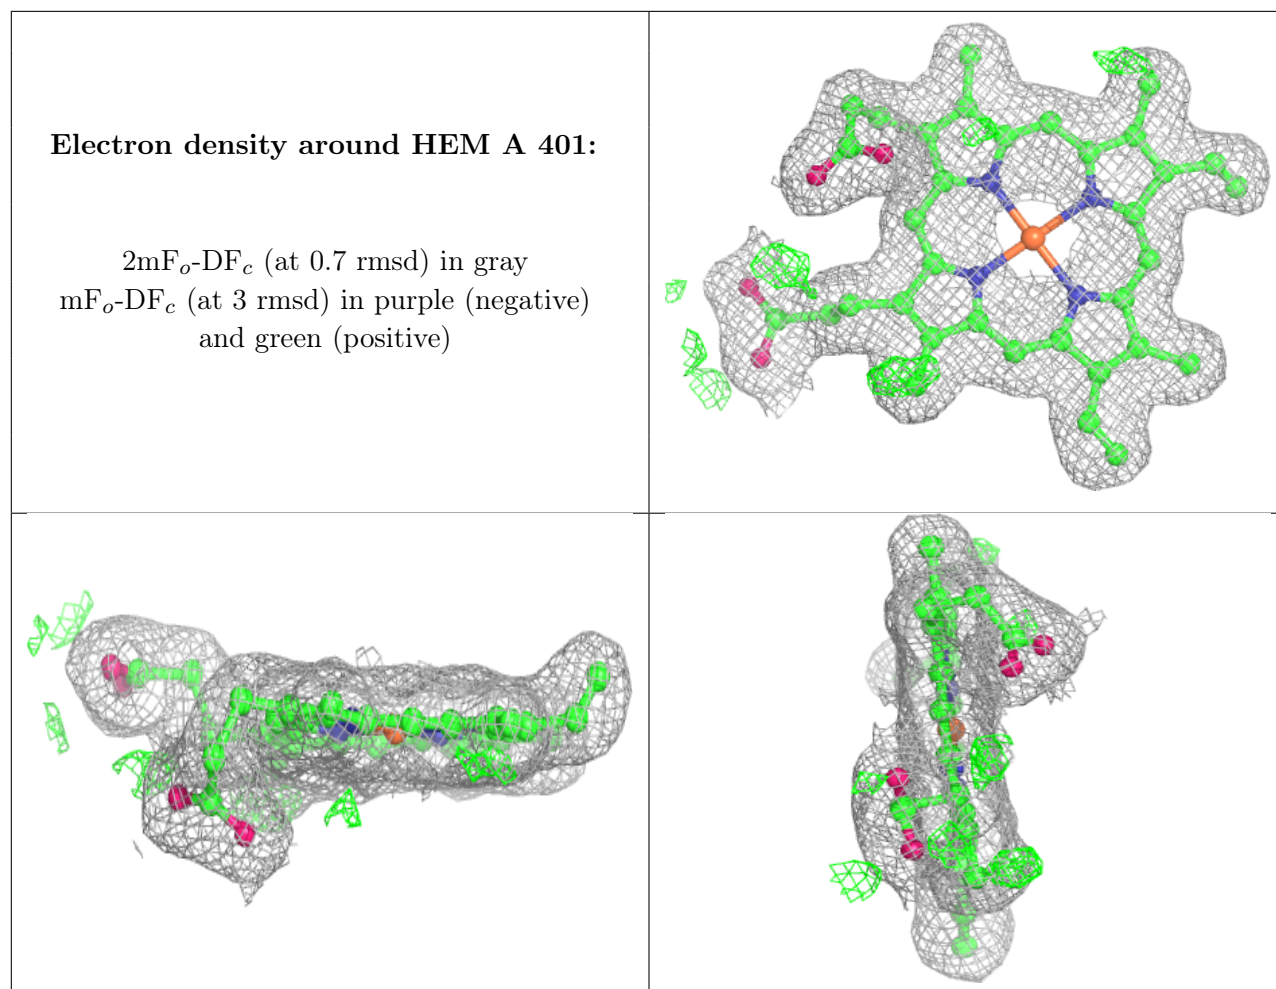 Electron density around HEM A 401:
2mFo-DFc (at 0.7 rmsd) in gray
mFo-DFc (at 3 rmsd) in purple (negative)
and green (positive)